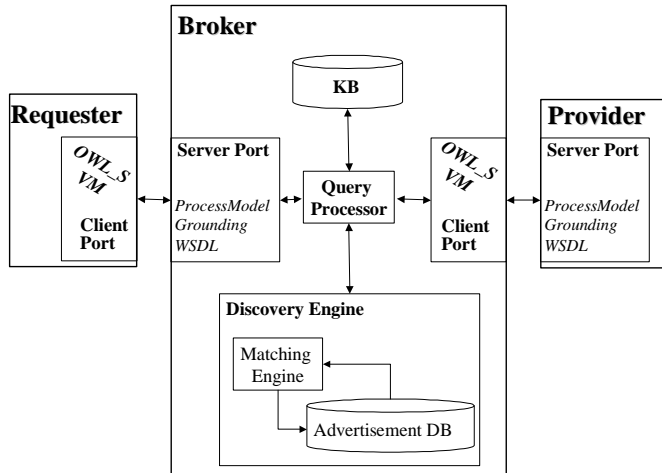 Broker
KB
Requester
OWL_S
VM
Client
Port
Server Port
ProcessModel
Grounding
WSDL
Query
Processor
OWL_S
VM
Client
Port
Provider
Server Port
ProcessModel
Grounding
WSDL
Discovery Engine
Matching
Engine
Advertisement DB